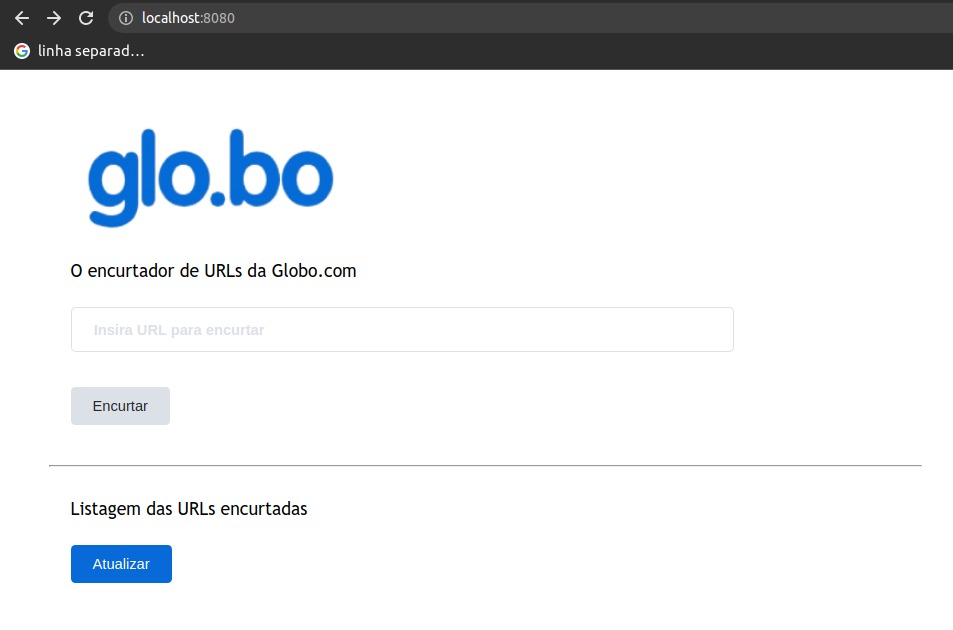 localhost:8080
linha separad...
glo.bo
O encurtador de URLs da Globo.com
Insira URL para encurtar
Encurtar
Listagem das URLs encurtadas
Atualizar